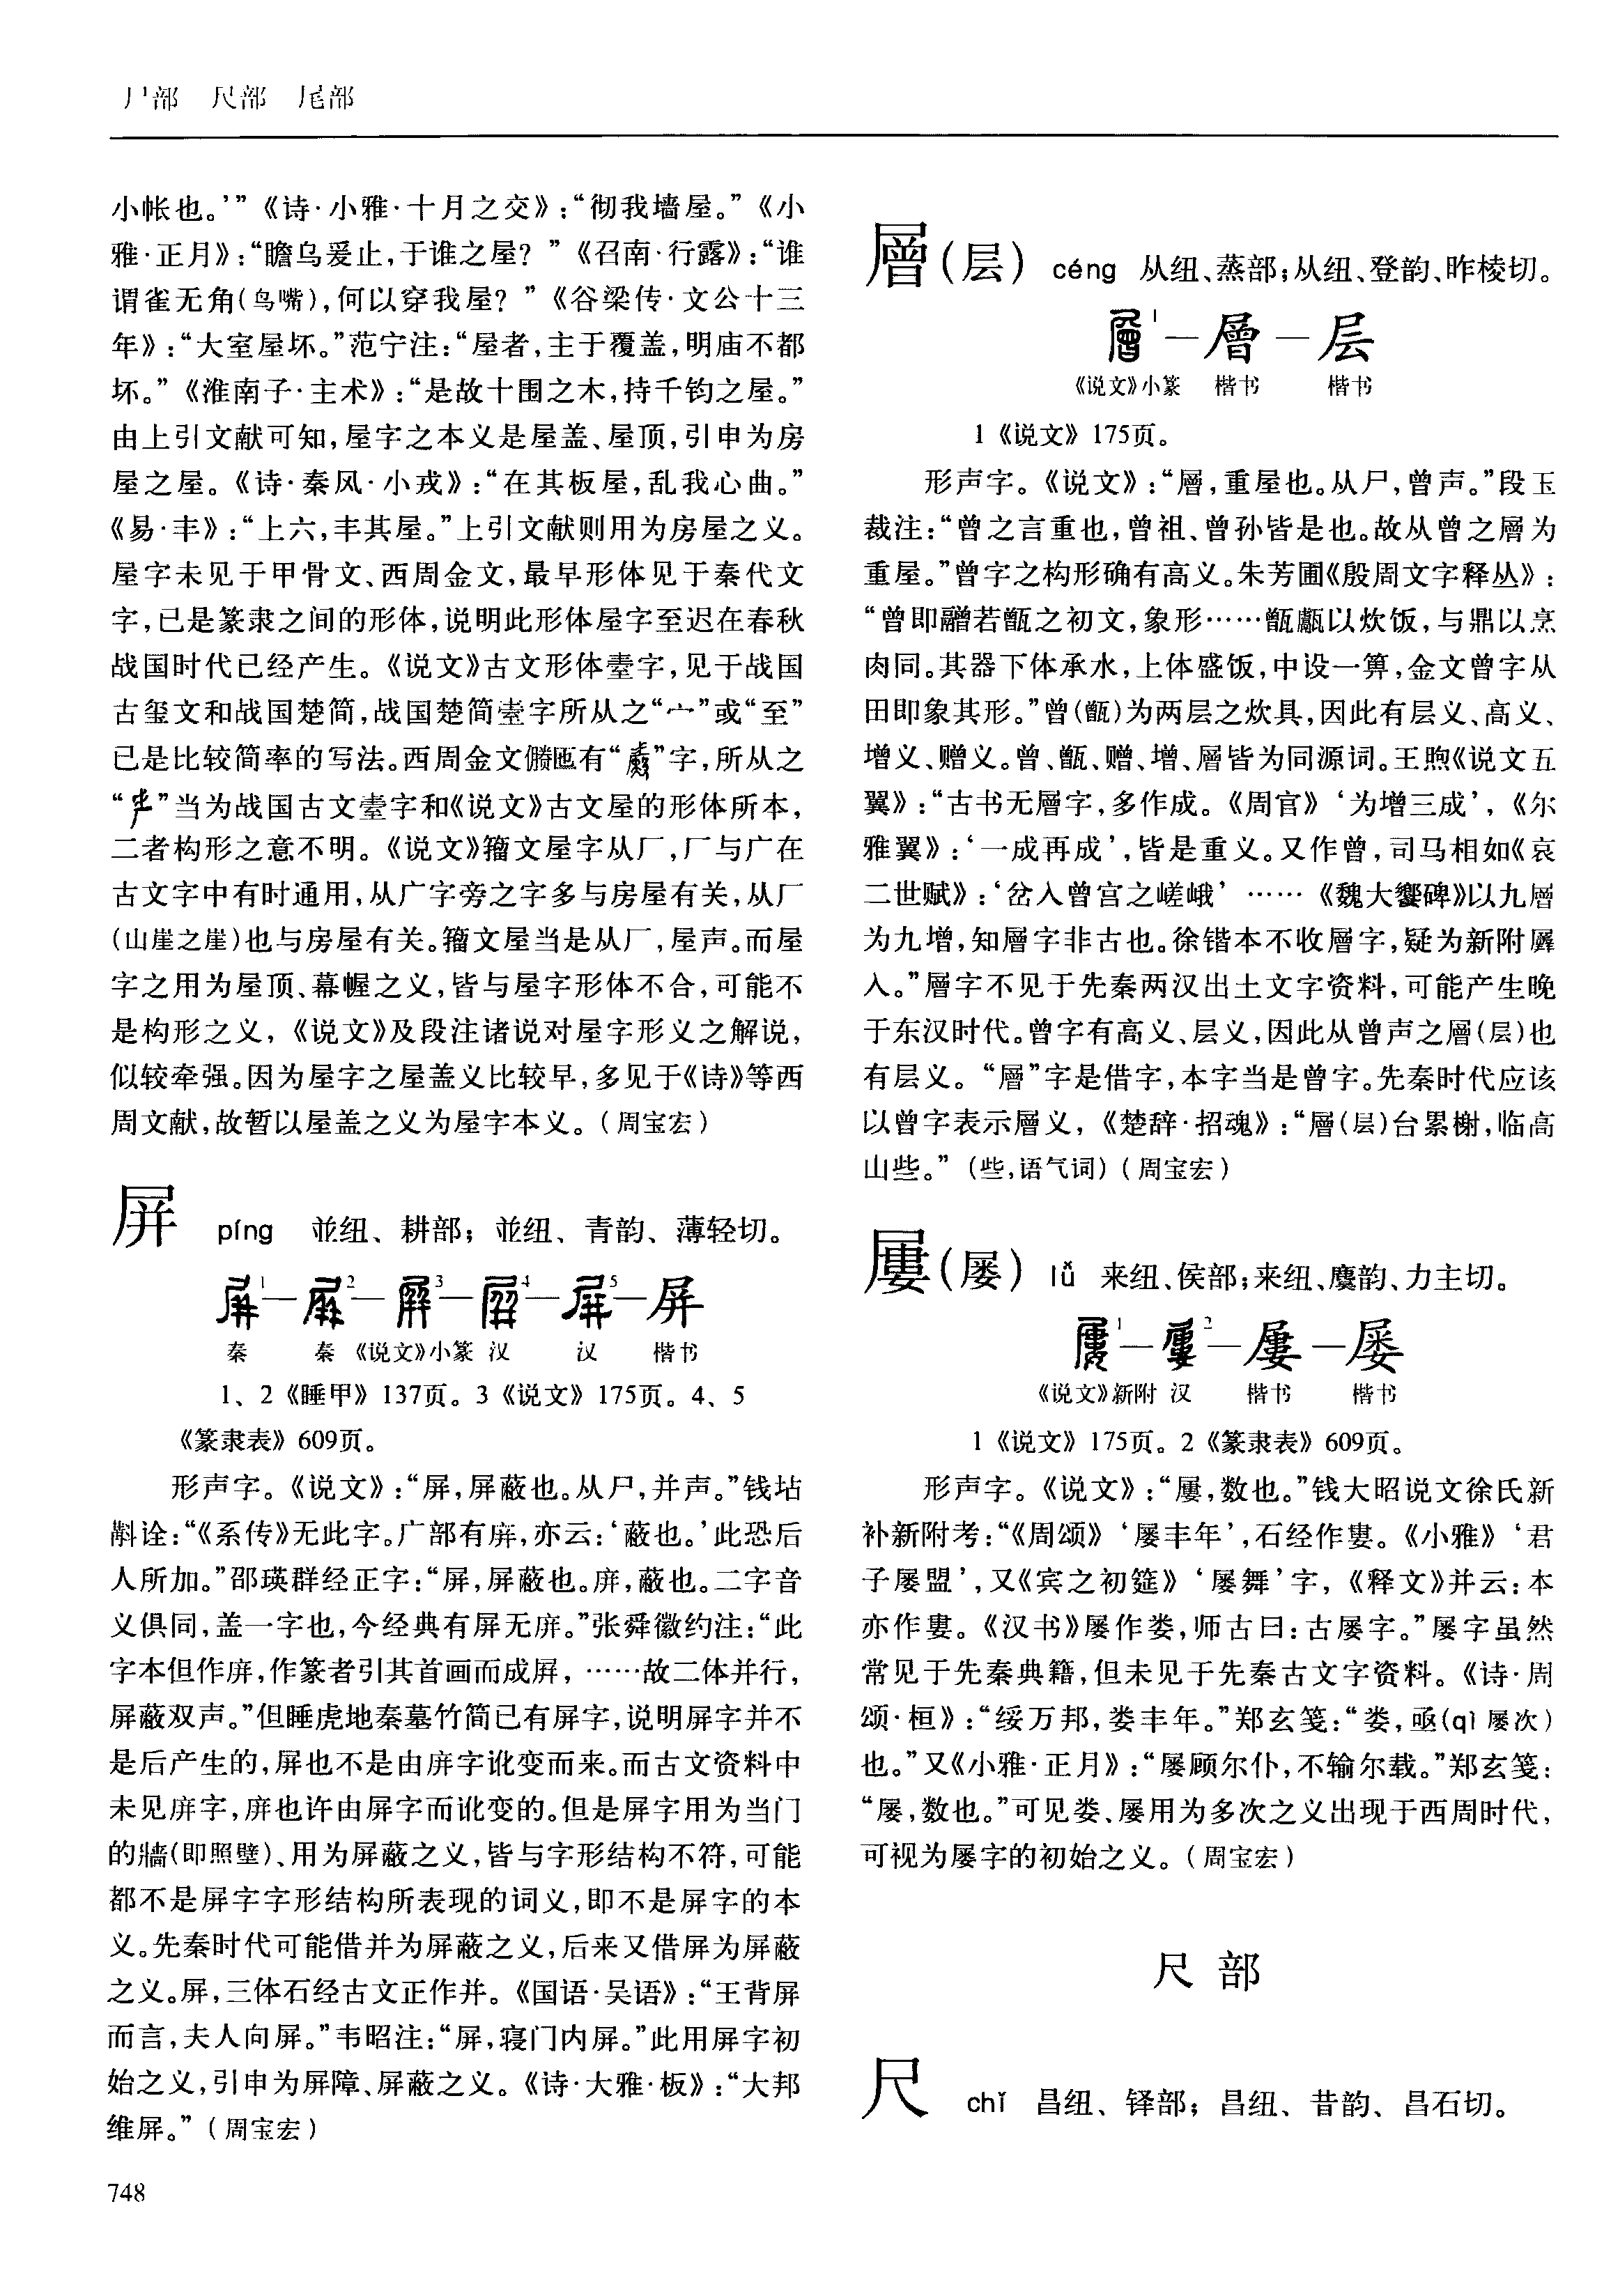 尸部　尺部　尾部
小帐也。’”《诗·小雅·十月之交》：“彻我墙屋。”《小
雅·正月》：“瞻乌爰止，于谁之屋？”《召南·行露》：“谁
谓雀无角（鸟嘴），何以穿我屋？”《谷梁传·文公十三
年》：“大室屋坏。”范宁注：“屋者，主于覆盖，明庙不都
坏。”《淮南子·主术》：“是故十围之木，持千钧之屋。”
由上引文献可知，屋字之本义是屋盖、屋顶，引申为房
屋之屋。《诗·秦风·小戎》：“在其板屋，乱我心曲。”
《易·丰》：“上六，丰其屋。”上引文献则用为房屋之义。
屋字未见于甲骨文、西周金文，最早形体见于秦代文
字，已是篆隶之间的形体，说明此形体屋字至迟在春秋
战国时代已经产生。《说文》古文形体字，见于战国
古玺文和战国楚简，战国楚简字所从之“宀”或“至”
已是比较简率的写法。西周金文匜有“”字，所从之
“”当为战国古文字和《说文》古文屋的形体所本，
二者构形之意不明。《说文》籀文屋字从厂，厂与广在
古文字中有时通用，从广字旁之字多与房屋有关，从厂
（山崖之崖）也与房屋有关。籀文屋当是从厂，屋声。而屋
字之用为屋顶、幕幄之义，皆与屋字形体不合，可能不
是构形之义，《说文》及段注诸说对屋字形义之解说，
似较牵强。因为屋字之屋盖义比较早，多见于《诗》等西
周文献，故暂以屋盖之义为屋字本义。（周宝宏）
屏　píng　並纽、耕部；並纽、青韵、薄轻切。
1—2—3—4—5—屏
秦　秦　《说文》小篆　汉　汉　楷书
1、2《睡甲》137页。3《说文》175页。4、5
《篆隶表》609页。
形声字。《说文》：“屏，屏蔽也。从尸，并声。”钱坫
斠诠：“《系传》无此字。广部有庰，亦云：‘蔽也。’此恐后
人所加。”邵瑛群经正字：“屏，屏蔽也。庰，蔽也。二字音
义俱同，盖一字也，今经典有屏无庰。”张舜徽约注：“此
字本但作庰，作篆者引其首画而成屏，……故二体并行，
屏蔽双声。”但睡虎地秦墓竹简已有屏字，说明屏字并不
是后产生的，屏也不是由庰字讹变而来。而古文资料中
未见庰字，庰也许由屏字而讹变的。但是屏字用为当门
的牆（即照壁）、用为屏蔽之义，皆与字形结构不符，可能
都不是屏字字形结构所表现的词义，即不是屏字的本
义。先秦时代可能借并为屏蔽之义，后来又借屏为屏蔽
之义。屏，三体石经古文正作并。《国语·吴语》：“王背屏
而言，夫人向屏。”韦昭注：“屏，寝门内屏。”此用屏字初
始之义，引申为屏障、屏蔽之义。《诗·大雅·板》：“大邦
维屏。”（周宝宏）
748
層（层）　céng　从纽、蒸部；从纽、登韵、昨棱切。
層1—層—层
《说文》小篆　楷书　楷书
1《说文》175页。
形声字。《说文》：“層，重屋也。从尸，曾声。”段玉
裁注：“曾之言重也，曾祖、曾孙皆是也。故从曾之層为
重屋。”曾字之构形确有高义。朱芳圃《殷周文字释丛》：
“曾即䰝若甑之初文，象形……甑甗以炊饭，与鼎以烹
肉同。其器下体承水，上体盛饭，中设一箅，金文曾字从
田即象其形。”曾（甑）为两层之炊具，因此有层义、高义、
增义、赠义。曾、甑、赠、增、層皆为同源词。王煦《说文五
翼》：“古书无層字，多作成。《周官》‘为增三成’，《尔
雅翼》：‘一成再成’，皆是重义。又作曾，司马相如《哀
二世赋》：‘岔入曾宫之嵯峨’……《魏大飨碑》以九層
为九增，知層字非古也。徐锴本不收層字，疑为新附羼
入。”層字不见于先秦两汉出土文字资料，可能产生晚
于东汉时代。曾字有高义、层义，因此从曾声之層（层）也
有层义。“層”字是借字，本字当是曾字。先秦时代应该
以曾字表示層义，《楚辞·招魂》：“層（层）台累榭，临高
山些。”（些，语气词）（周宝宏）
屢（屡）　lǚ　来纽、侯部；来纽、麌韵、力主切。
屢1—屢2—屢—屡
《说文》新附　汉　楷书　楷书
1《说文》175页。2《篆隶表》609页。
形声字。《说文》：“屢，数也。”钱大昭说文徐氏新
补新附考：“《周颂》‘屡丰年’，石经作婁。《小雅》‘君
子屡盟’，又《宾之初筵》‘屡舞’字，《释文》并云：本
亦作婁。《汉书》屡作娄，师古曰：古屡字。”屡字虽然
常见于先秦典籍，但未见于先秦古文字资料。《诗·周
颂·桓》：“绥万邦，娄丰年。”郑玄笺：“娄，亟（qì 屡次）
也。”又《小雅·正月》：“屡顾尔仆，不输尔载。”郑玄笺：
“屡，数也。”可见娄、屡用为多次之义出现于西周时代，
可视为屡字的初始之义。（周宝宏）
尺　部
尺　chǐ　昌纽、铎部；昌纽、昔韵、昌石切。